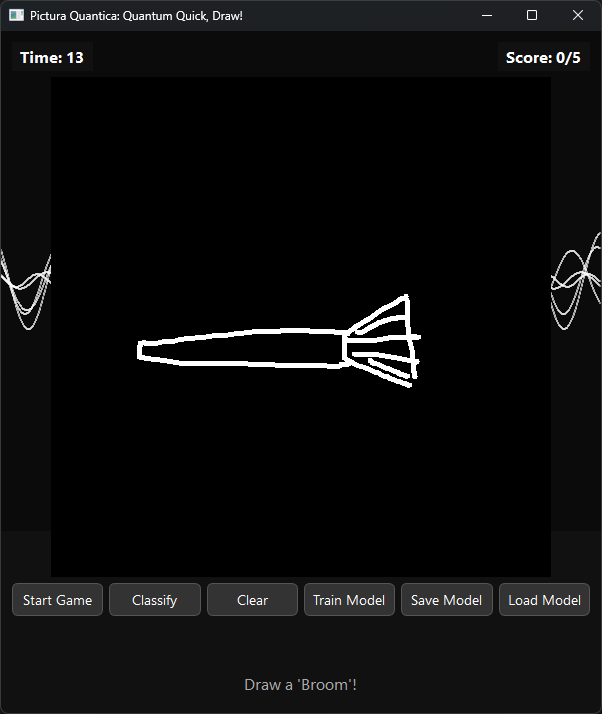 Pictura Quantica: Quantum Quick, Draw!
Time: 13
Score: 0/5
Start Game
Classify
Clear
Train Model
Save Model
Load Model
Draw a 'Broom'!